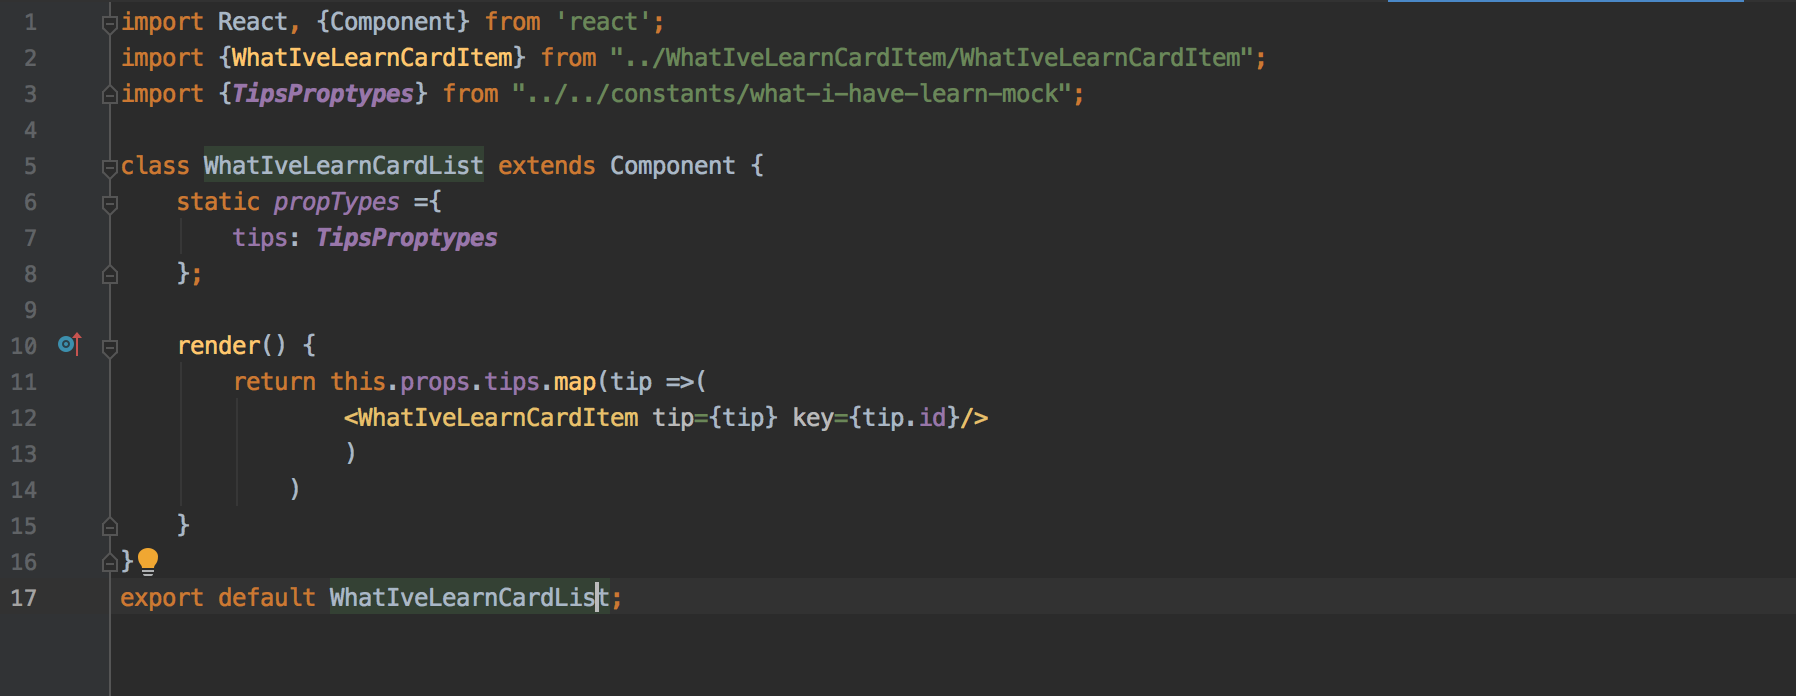 1 import React, {Component} from 'react';
2 import {WhatIveLearnCardItem} from "../WhatIveLearnCardItem/WhatIveLearnCardItem";
3 import {TipsProptypes} from "../../constants/what-i-have-learn-mock";
4
5 class WhatIveLearnCardList extends Component {
6     static propTypes ={
7         tips: TipsProptypes
8     };
9
10     render() {
11         return this.props.tips.map(tip =>(
12                 <WhatIveLearnCardItem tip={tip} key={tip.id}/>
13                 )
14             )
15     }
16 }
17 export default WhatIveLearnCardList;